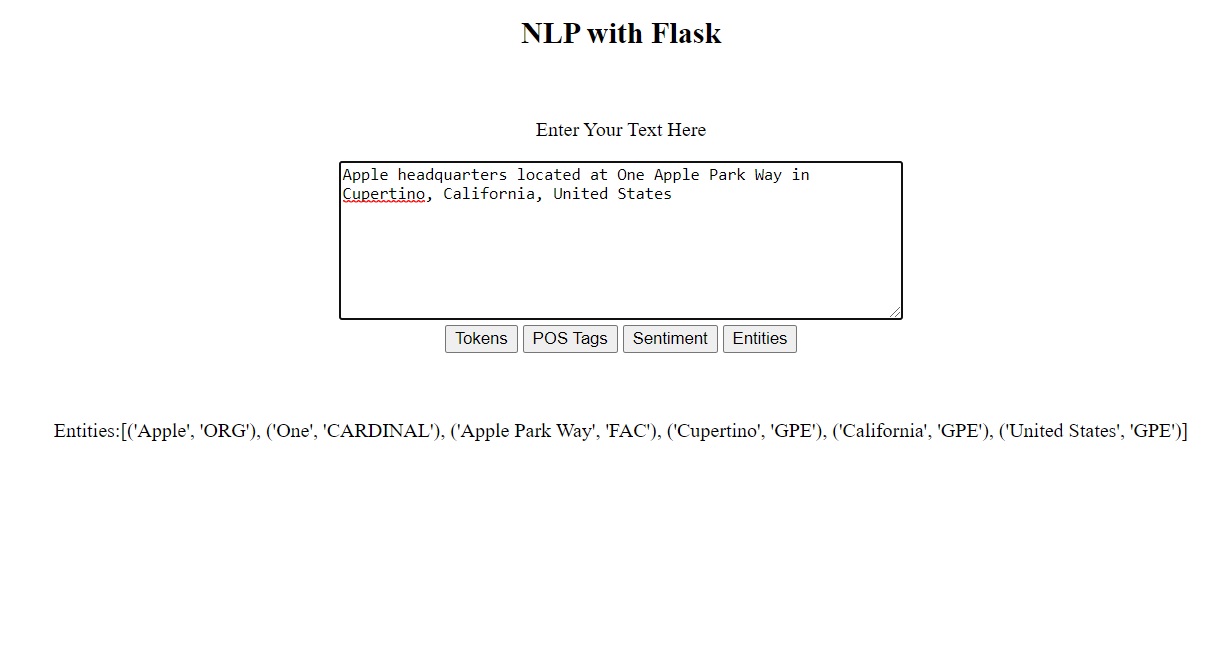 NLP with Flask
Enter Your Text Here
Apple headquarters located at One Apple Park Way in
Cupertino, California, United States
Tokens POS Tags Sentiment Entities
Entities:[('Apple', 'ORG'), ('One', 'CARDINAL'), ('Apple Park Way', 'FAC'), ('Cupertino', 'GPE'), ('California', 'GPE'), ('United States', 'GPE')]